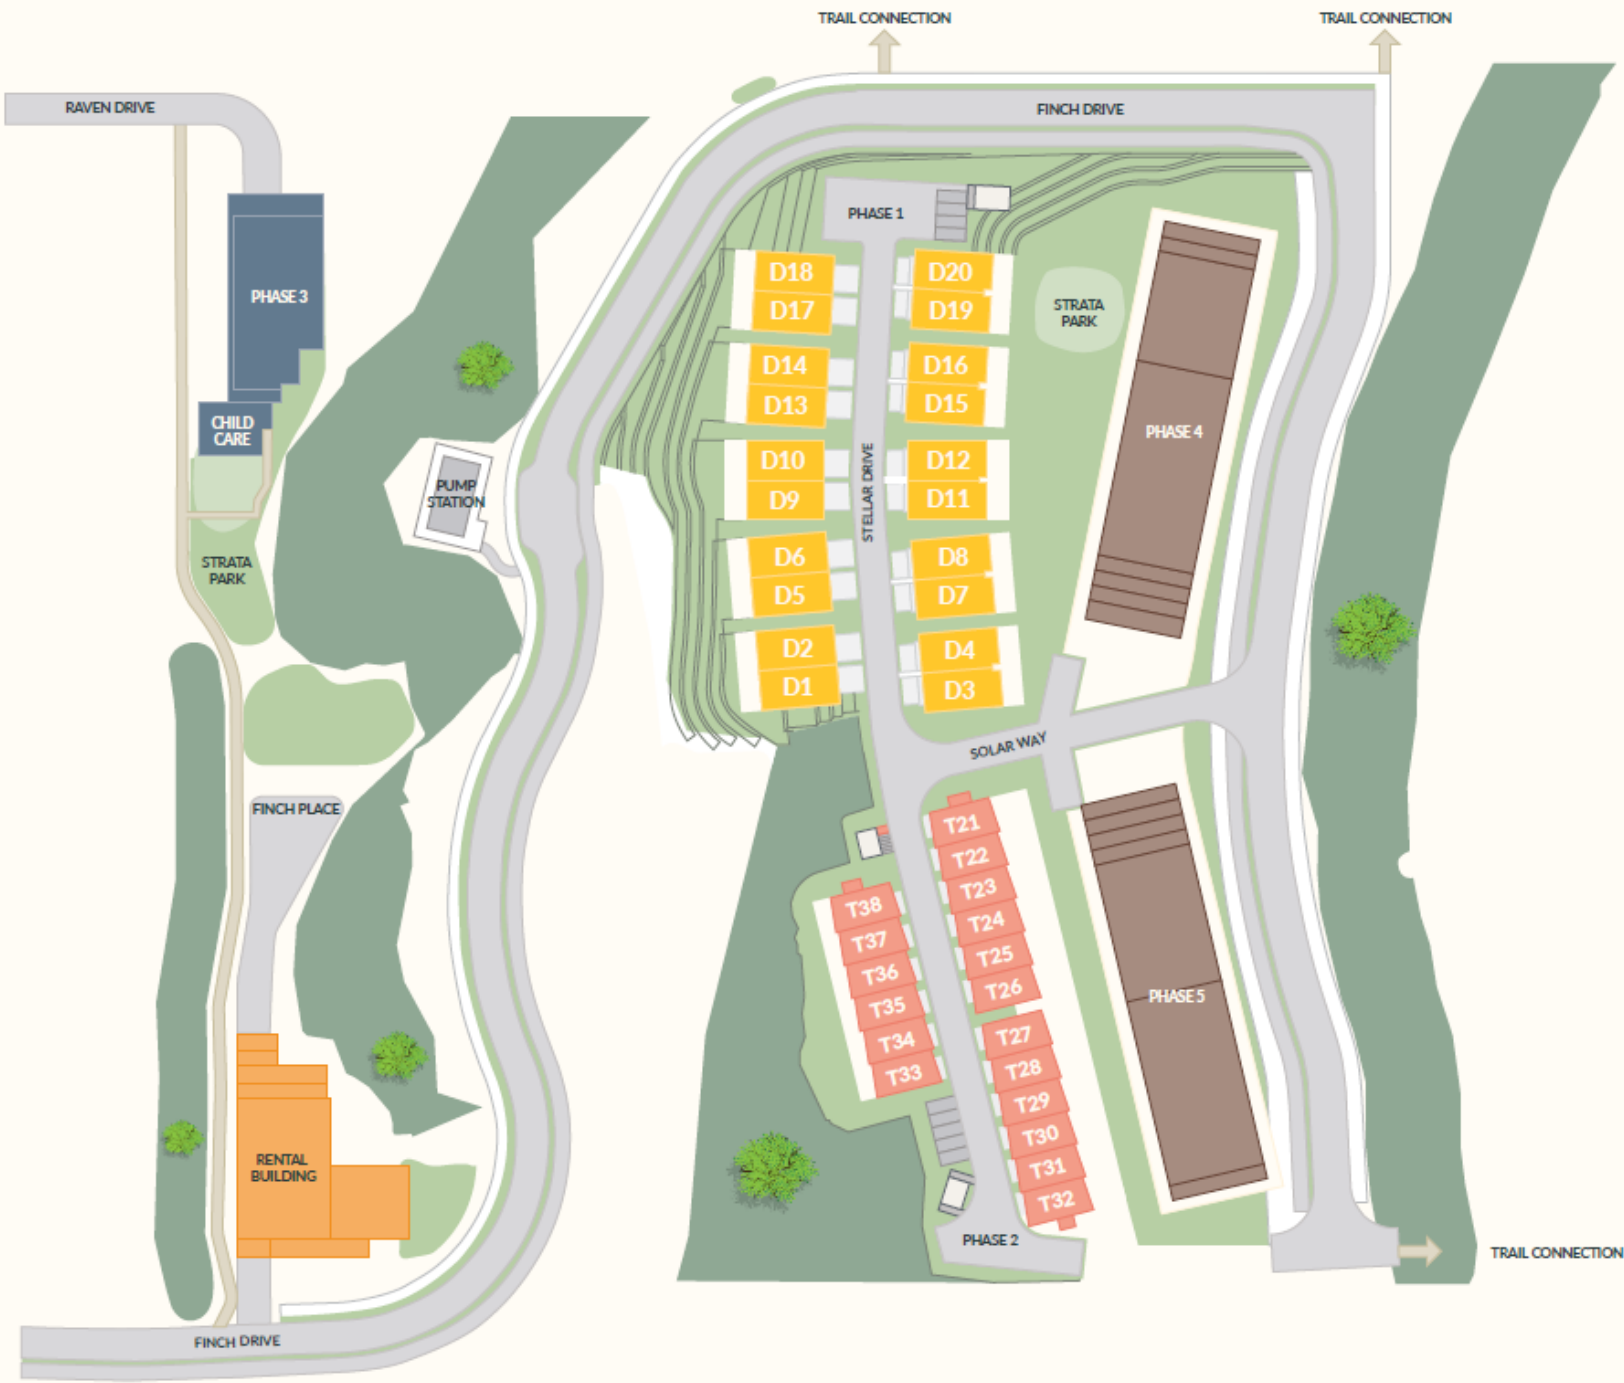 TRAIL CONNECTION
TRAIL CONNECTION
RAVEN DRIVE
FINCH DRIVE
PHASE 1
PHASE 3
CHILD
CARE
STRATA
PARK
PUMP
STATION
D18
D17
D14
D13
D10
D9
D6
D5
D2
D1
STELLAR DRIVE
D20
D19
D16
D15
D12
D11
D8
D7
D4
D3
STRATA
PARK
PHASE 4
SOLAR WAY
FINCH PLACE
T21
T22
T23
T24
T25
T26
T27
T28
T29
T30
T31
T32
T38
T37
T36
T35
T34
T33
PHASE 5
RENTAL
BUILDING
PHASE 2
TRAIL CONNECTION
FINCH DRIVE